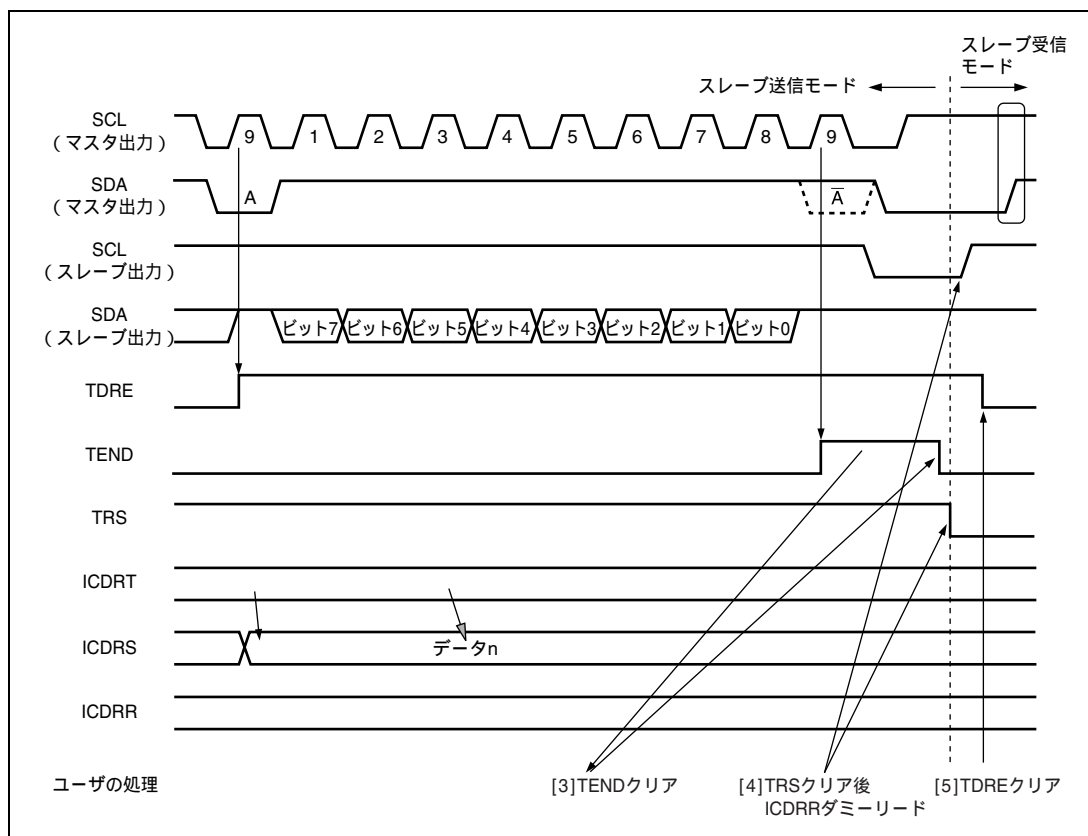 スレーブ受信
モード
スレーブ送信モード
SCL
（マスタ出力）
9 1 2 3 4 5 6 7 8 9
SDA
（マスタ出力）
A A̅
SCL
（スレーブ出力）
SDA
（スレーブ出力）
ビット7 ビット6 ビット5 ビット4 ビット3 ビット2 ビット1 ビット0
TDRE
TEND
TRS
ICDRT
ICDRS
データn
ICDRR
ユーザの処理
[3]TENDクリア
[4]TRSクリア後
ICDRRダミーリード
[5]TDREクリア